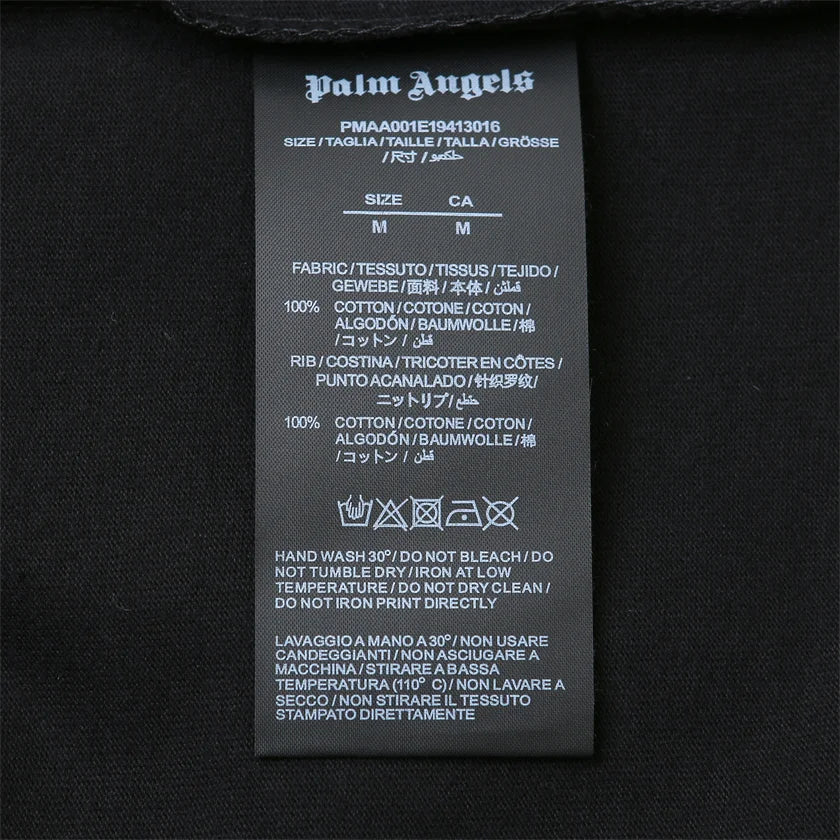 Palm Angels
PMAA001E19413016
SIZE / TAGLIA / TAILLE / TALLA / GRÖSSE
/ 尺寸 /
SIZE CA
M M
FABRIC / TESSUTO / TISSUS / TEJIDO /
GEWEBE / 面料 / 本体 /
100% COTTON / COTONE / COTON /
ALGODÓN / BAUMWOLLE / 棉
/ コットン / قطن
RIB / COSTINA / TRICOTER EN CÔTES /
PUNTO ACANALADO / 针织罗纹 /
ニットリブ /
100% COTTON / COTONE / COTON /
ALGODÓN / BAUMWOLLE / 棉
/ コットン / قطن
HAND WASH 30° / DO NOT BLEACH / DO
NOT TUMBLE DRY / IRON AT LOW
TEMPERATURE / DO NOT DRY CLEAN /
DO NOT IRON PRINT DIRECTLY
LAVAGGIO A MANO A 30° / NON USARE
CANDEGGIANTI / NON ASCIUGARE A
MACCHINA / STIRARE A BASSA
TEMPERATURA (110° C) / NON LAVARE A
SECCO / NON STIRARE IL TESSUTO
STAMPATO DIRETTAMENTE